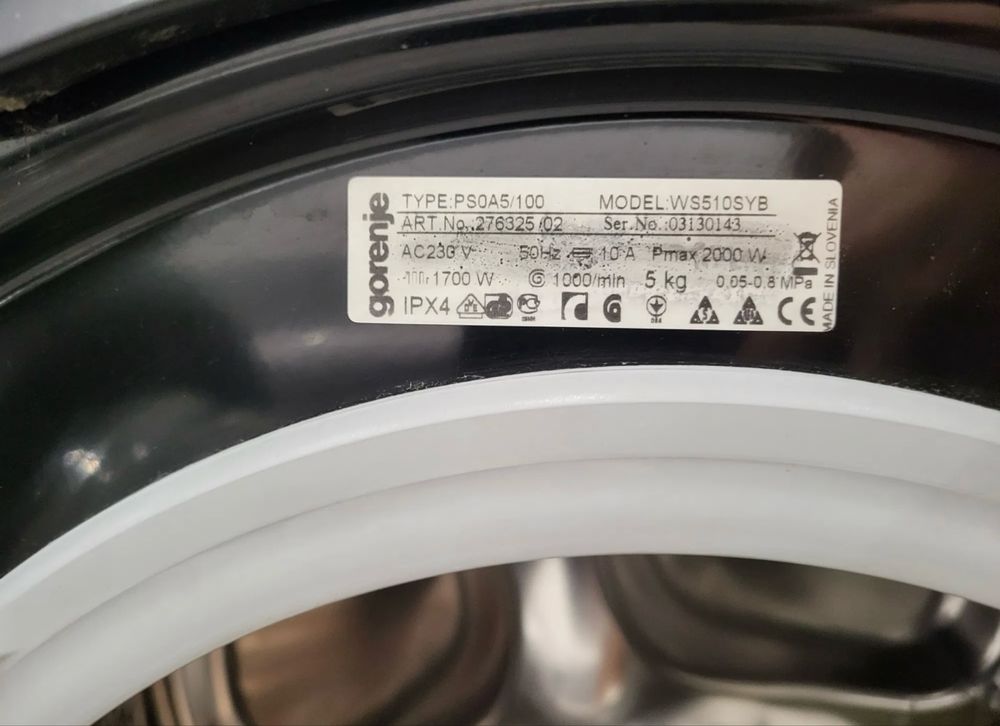 gorenje
TYPE:PS0A5/100 MODEL:WS510SYB
ART.No.:276325/02 Ser.No.:03130143
AC230 V 50Hz 10 A Pmax 2000 W
1700 W 1000/min 5 kg 0,05-0,8 MPa
IPX4 CE
MADE IN SLOVENIA